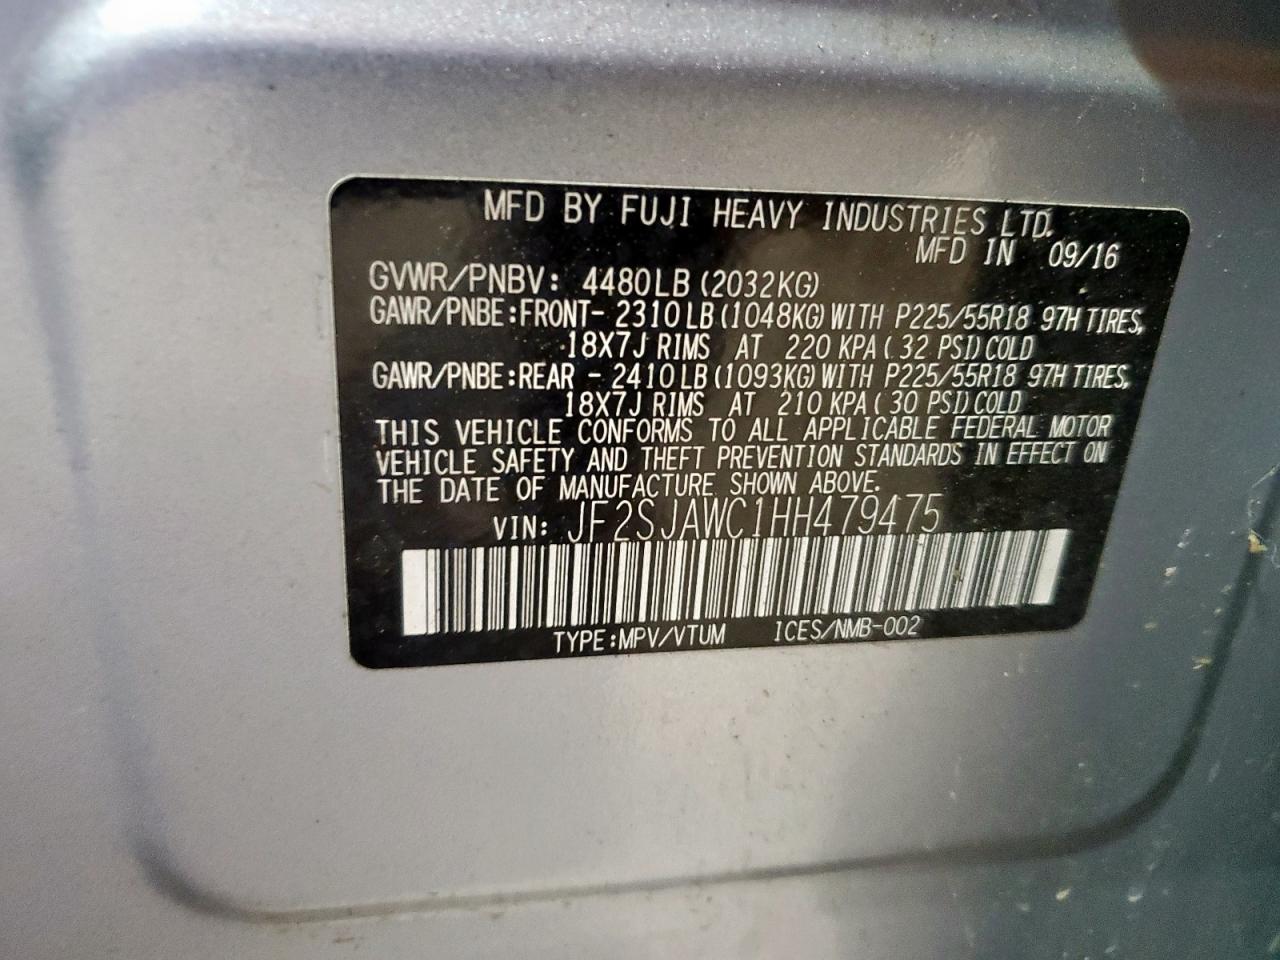 MFD BY FUJI HEAVY INDUSTRIES LTD.
MFD IN 09/16
GVWR/PNBV: 4480LB (2032KG)
GAWR/PNBE:FRONT- 2310LB (1048KG) WITH P225/55R18 97H TIRES,
18X7J RIMS AT 220 KPA ( 32 PSI) COLD
GAWR/PNBE:REAR - 2410LB (1093KG) WITH P225/55R18 97H TIRES,
18X7J RIMS AT 210 KPA ( 30 PSI) COLD
THIS VEHICLE CONFORMS TO ALL APPLICABLE FEDERAL MOTOR
VEHICLE SAFETY AND THEFT PREVENTION STANDARDS IN EFFECT ON
THE DATE OF MANUFACTURE SHOWN ABOVE.
VIN: JF2SJAWC1HH479475
TYPE:MPV/VTUM ICES/NMB-002